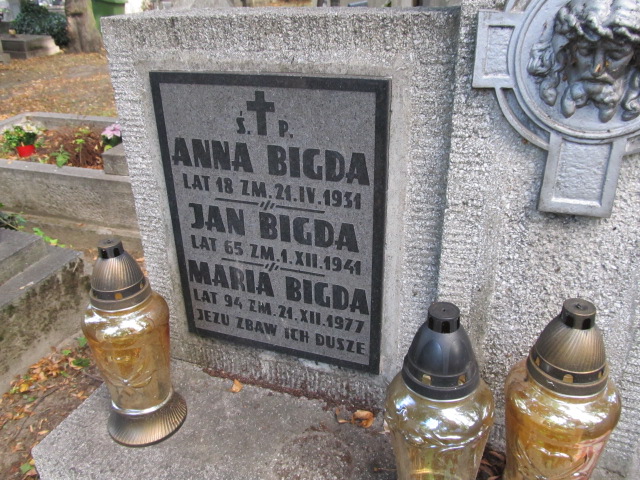 Ś. P.
ANNA BIGDA
LAT 18 ZM. 21.IV.1931
JAN BIGDA
LAT 65 ZM. 1.XII.1941
MARIA BIGDA
LAT 94 ZM. 21.XII.1977
JEZU ZBAW ICH DUSZE